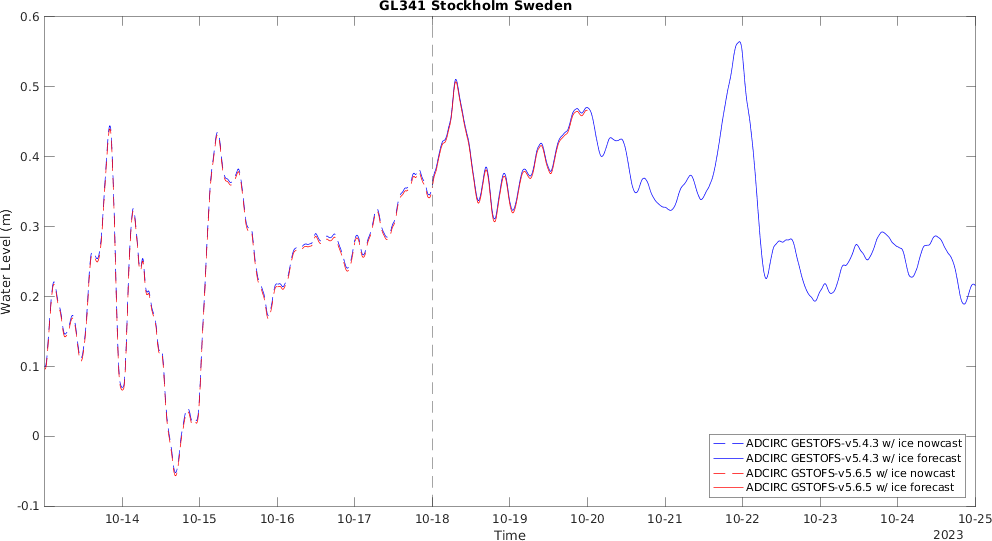 GL341 Stockholm Sweden
0.6
0.5
0.4
0.3
0.2
0.1
0
-0.1
Water Level (m)
ADCIRC GESTOFS-v5.4.3 w/ ice nowcast
ADCIRC GESTOFS-v5.4.3 w/ ice forecast
ADCIRC GSTOFS-v5.6.5 w/ ice nowcast
ADCIRC GSTOFS-v5.6.5 w/ ice forecast
10-14 10-15 10-16 10-17 10-18 10-19 10-20 10-21 10-22 10-23 10-24 10-25
Time
2023